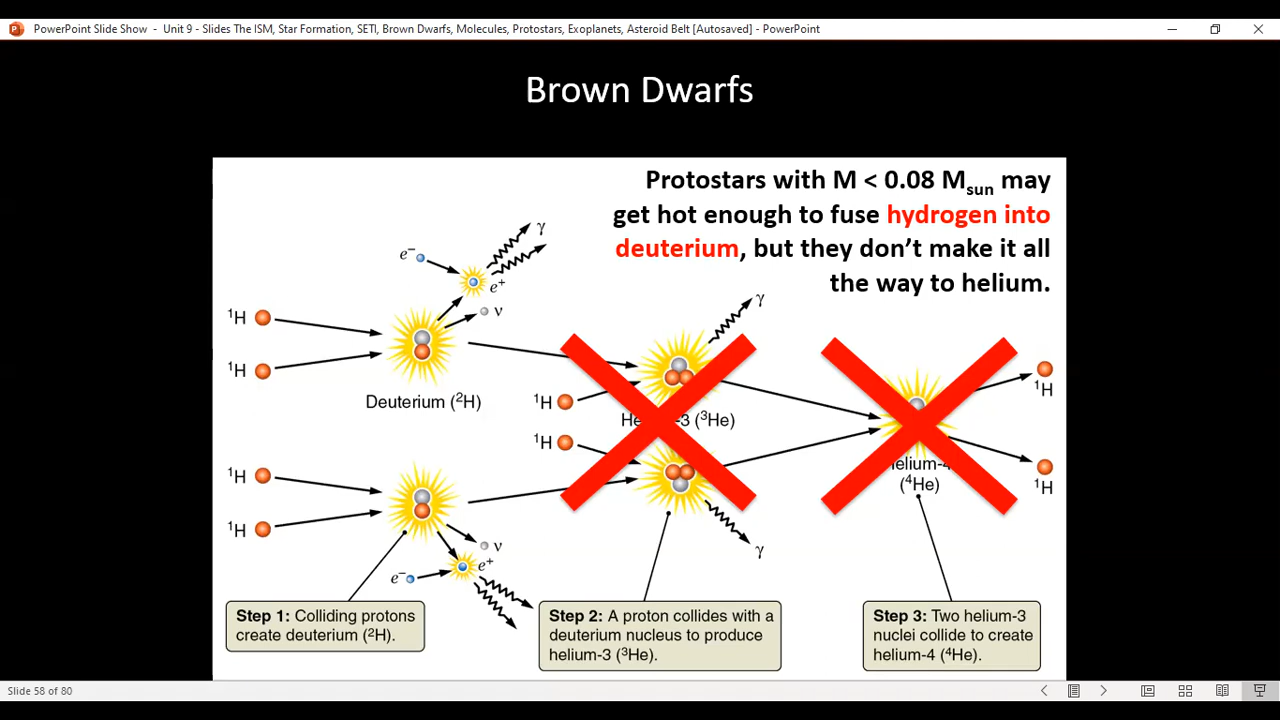 PowerPoint Slide Show - Unit 9 - Slides The ISM, Star Formation, SETI, Brown Dwarfs, Molecules, Protostars, Exoplanets, Asteroid Belt [Autosaved] - PowerPoint
Brown Dwarfs
Protostars with M < 0.08 Msun may
get hot enough to fuse hydrogen into
deuterium, but they don’t make it all
the way to helium.
γ
e⁻
e⁺
ν
¹H
¹H
Deuterium (²H)
γ
¹H
-3 (³He)
¹H
γ
¹H
¹H
ν
e⁻
e⁺
elium-4
(⁴He)
¹H
¹H
Step 1: Colliding protons
create deuterium (²H).
Step 2: A proton collides with a
deuterium nucleus to produce
helium-3 (³He).
Step 3: Two helium-3
nuclei collide to create
helium-4 (⁴He).
Slide 58 of 80